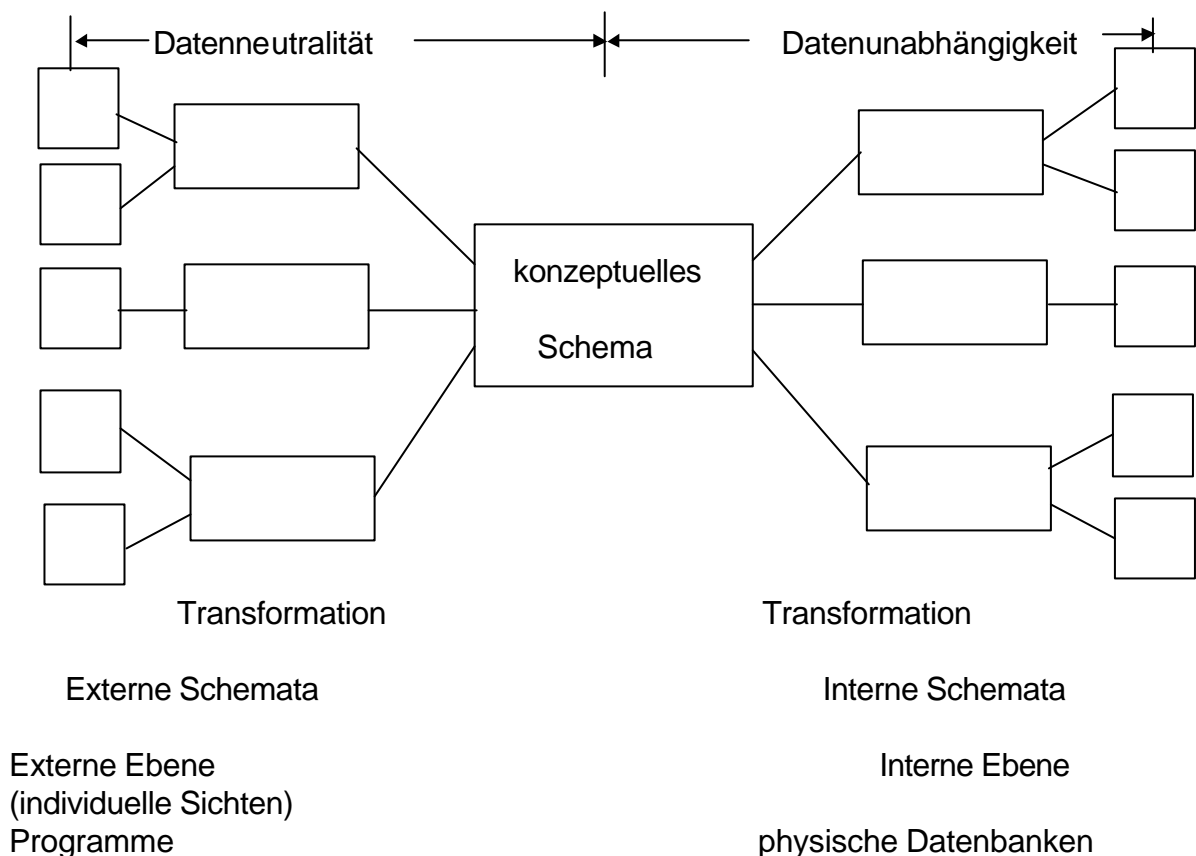 Datenneutralität Datenunabhängigkeit
konzeptuelles
Schema
Transformation Transformation
Externe Schemata Interne Schemata
Externe Ebene Interne Ebene
(individuelle Sichten)
Programme physische Datenbanken